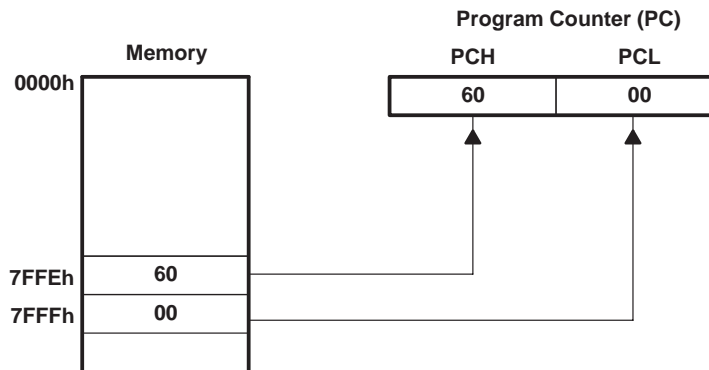 Program Counter (PC)
Memory
PCH PCL
0000h
60 00
7FFEh 60
7FFFh 00